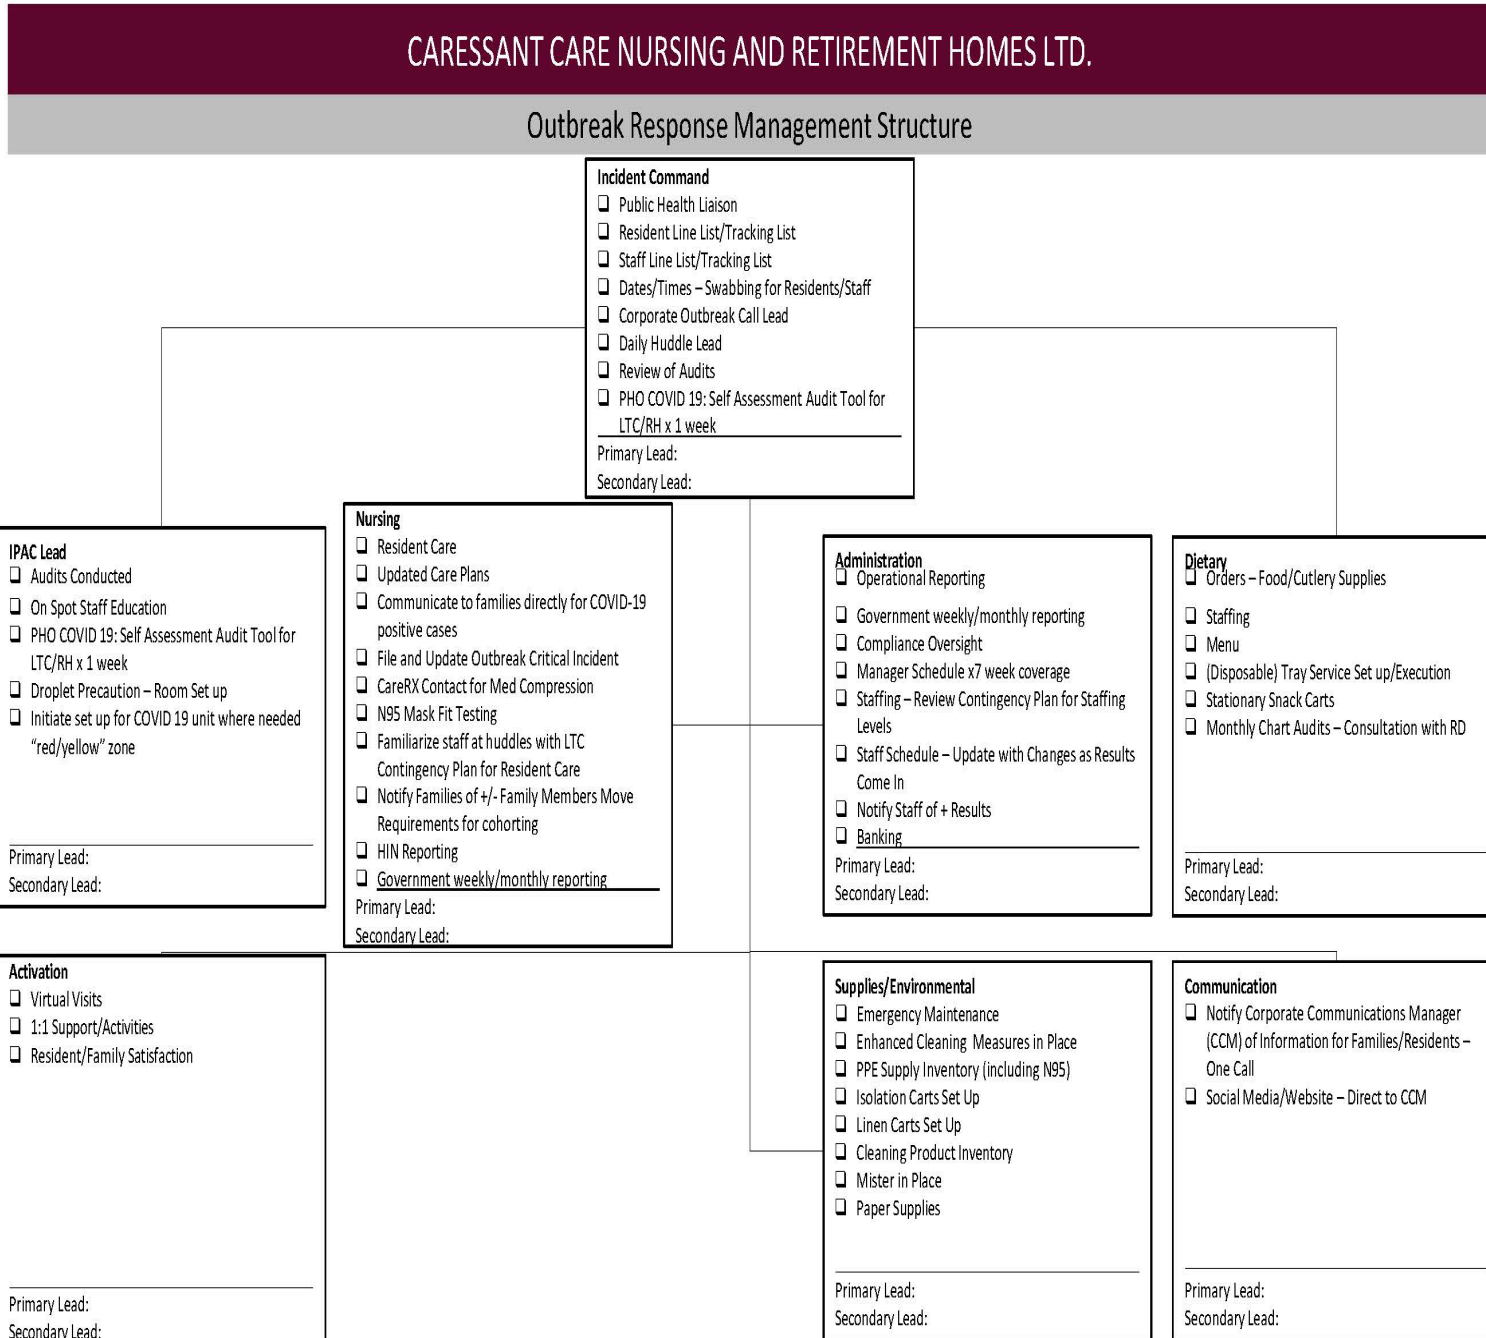 CARESSANT CARE NURSING AND RETIREMENT HOMES LTD.
Outbreak Response Management Structure
Incident Command
❑ Public Health Liaison
❑ Resident Line List/Tracking List
❑ Staff Line List/Tracking List
❑ Dates/Times – Swabbing for Residents/Staff
❑ Corporate Outbreak Call Lead
❑ Daily Huddle Lead
❑ Review of Audits
❑ PHO COVID 19: Self Assessment Audit Tool for
LTC/RH x 1 week
Primary Lead:
Secondary Lead:
IPAC Lead
❑ Audits Conducted
❑ On Spot Staff Education
❑ PHO COVID 19: Self Assessment Audit Tool for
LTC/RH x 1 week
❑ Droplet Precaution – Room Set up
❑ Initiate set up for COVID 19 unit where needed
“red/yellow” zone
Primary Lead:
Secondary Lead:
Nursing
❑ Resident Care
❑ Updated Care Plans
❑ Communicate to families directly for COVID-19
positive cases
❑ File and Update Outbreak Critical Incident
❑ CareRX Contact for Med Compression
❑ N95 Mask Fit Testing
❑ Familiarize staff at huddles with LTC
Contingency Plan for Resident Care
❑ Notify Families of +/- Family Members Move
Requirements for cohorting
❑ HIN Reporting
❑ Government weekly/monthly reporting
Primary Lead:
Secondary Lead:
Administration
❑ Operational Reporting
❑ Government weekly/monthly reporting
❑ Compliance Oversight
❑ Manager Schedule x7 week coverage
❑ Staffing – Review Contingency Plan for Staffing
Levels
❑ Staff Schedule – Update with Changes as Results
Come In
❑ Notify Staff of + Results
❑ Banking
Primary Lead:
Secondary Lead:
Dietary
❑ Orders – Food/Cutlery Supplies
❑ Staffing
❑ Menu
❑ (Disposable) Tray Service Set up/Execution
❑ Stationary Snack Carts
❑ Monthly Chart Audits – Consultation with RD
Primary Lead:
Secondary Lead:
Activation
❑ Virtual Visits
❑ 1:1 Support/Activities
❑ Resident/Family Satisfaction
Primary Lead:
Secondary Lead:
Supplies/Environmental
❑ Emergency Maintenance
❑ Enhanced Cleaning Measures in Place
❑ PPE Supply Inventory (including N95)
❑ Isolation Carts Set Up
❑ Linen Carts Set Up
❑ Cleaning Product Inventory
❑ Mister in Place
❑ Paper Supplies
Primary Lead:
Secondary Lead:
Communication
❑ Notify Corporate Communications Manager
(CCM) of Information for Families/Residents –
One Call
❑ Social Media/Website – Direct to CCM
Primary Lead:
Secondary Lead: